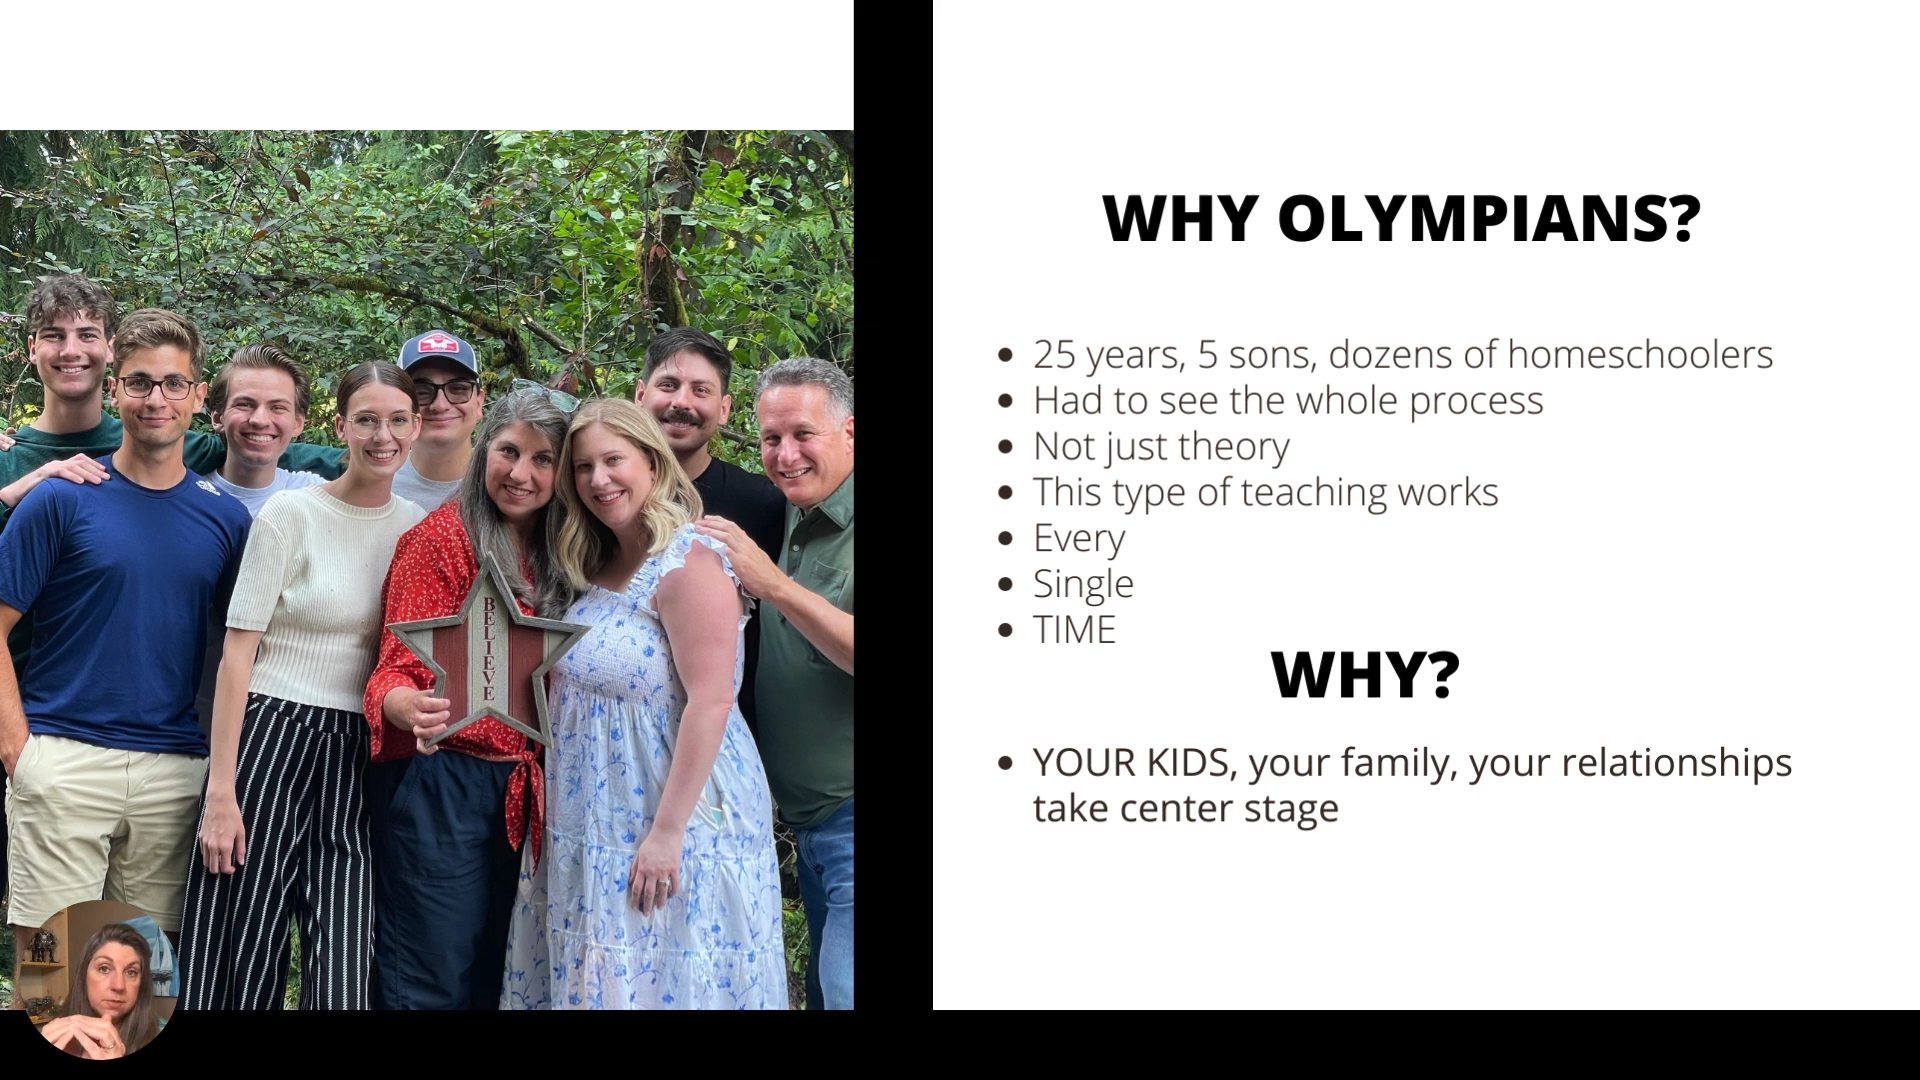 WHY OLYMPIANS?
25 years, 5 sons, dozens of homeschoolers
Had to see the whole process
Not just theory
This type of teaching works
Every
Single
TIME
WHY?
YOUR KIDS, your family, your relationships
take center stage
BELIEVE